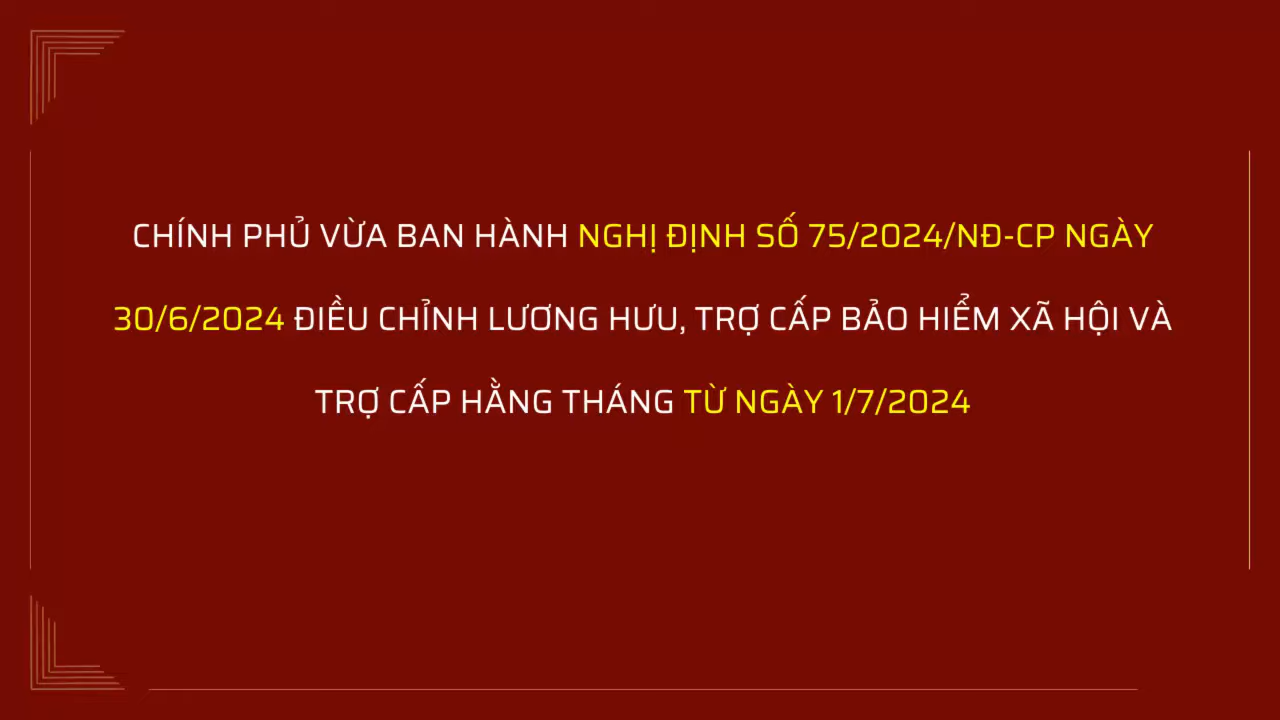 CHÍNH PHỦ VỪA BAN HÀNH NGHỊ ĐỊNH SỐ 75/2024/NĐ-CP NGÀY
30/6/2024 ĐIỀU CHỈNH LƯƠNG HƯU, TRỢ CẤP BẢO HIỂM XÃ HỘI VÀ
TRỢ CẤP HẰNG THÁNG TỪ NGÀY 1/7/2024